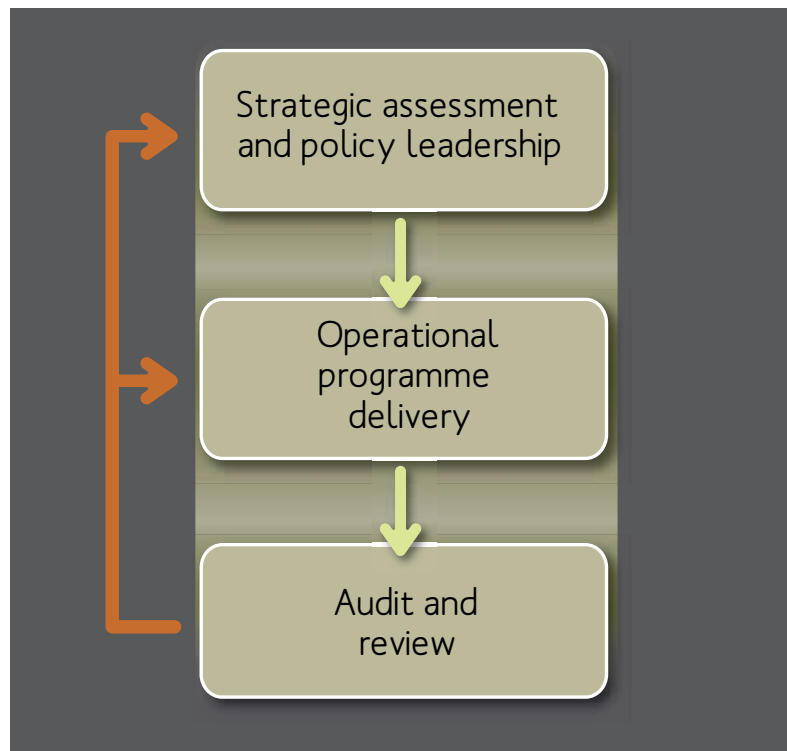 Strategic assessment
and policy leadership
Operational
programme
delivery
Audit and
review